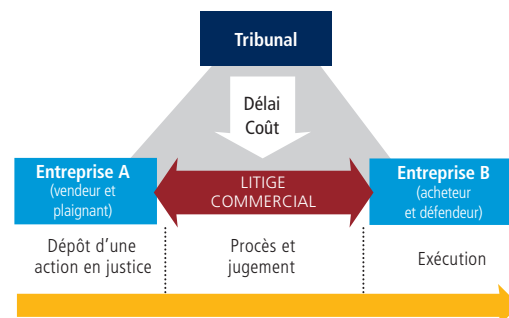 Tribunal
Délai
Coût
Entreprise A
(vendeur et
plaignant)
LITIGE
COMMERCIAL
Entreprise B
(acheteur
et défendeur)
Dépôt d’une
action en justice
Procès et
jugement
Exécution